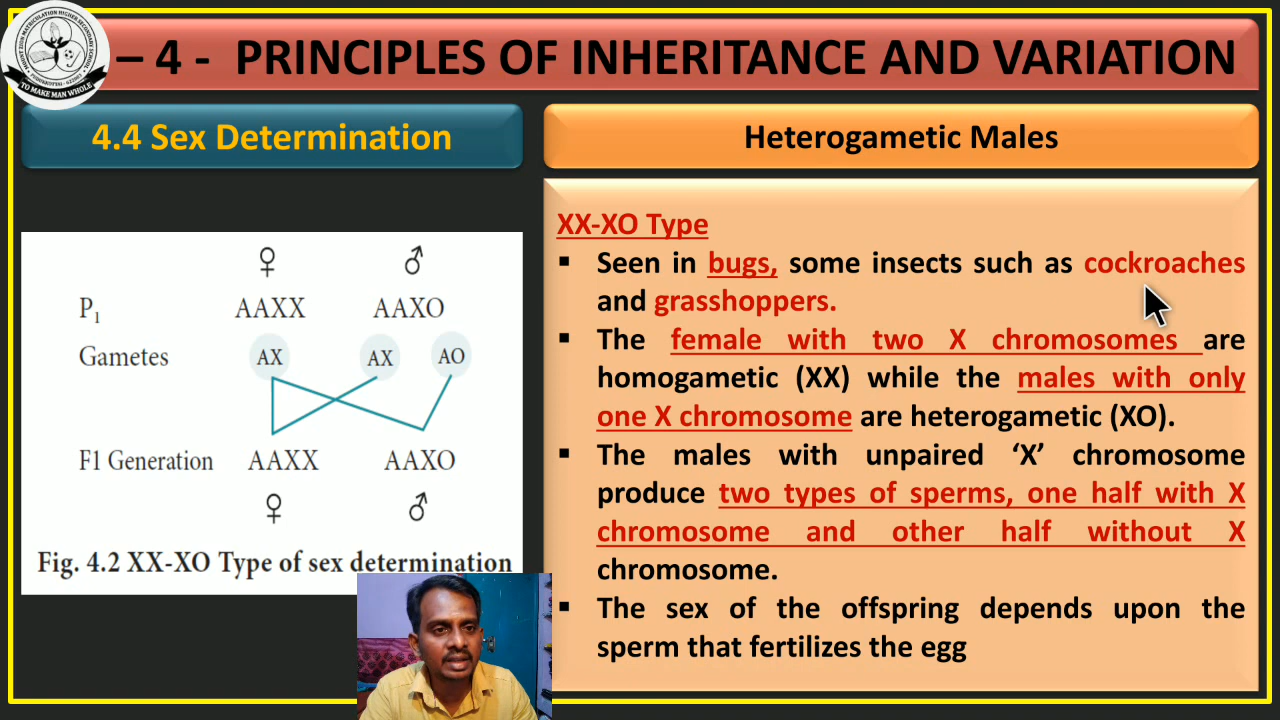 – 4 - PRINCIPLES OF INHERITANCE AND VARIATION
4.4 Sex Determination
Heterogametic Males
♀ ♂
P1 AAXX AAXO
Gametes AX AX AO
F1 Generation AAXX AAXO
♀ ♂
Fig. 4.2 XX-XO Type of sex determination
XX-XO Type
▪ Seen in bugs, some insects such as cockroaches
and grasshoppers.
▪ The female with two X chromosomes are
homogametic (XX) while the males with only
one X chromosome are heterogametic (XO).
▪ The males with unpaired ‘X’ chromosome
produce two types of sperms, one half with X
chromosome and other half without X
chromosome.
▪ The sex of the offspring depends upon the
sperm that fertilizes the egg
TO MAKE MAN WHOLE